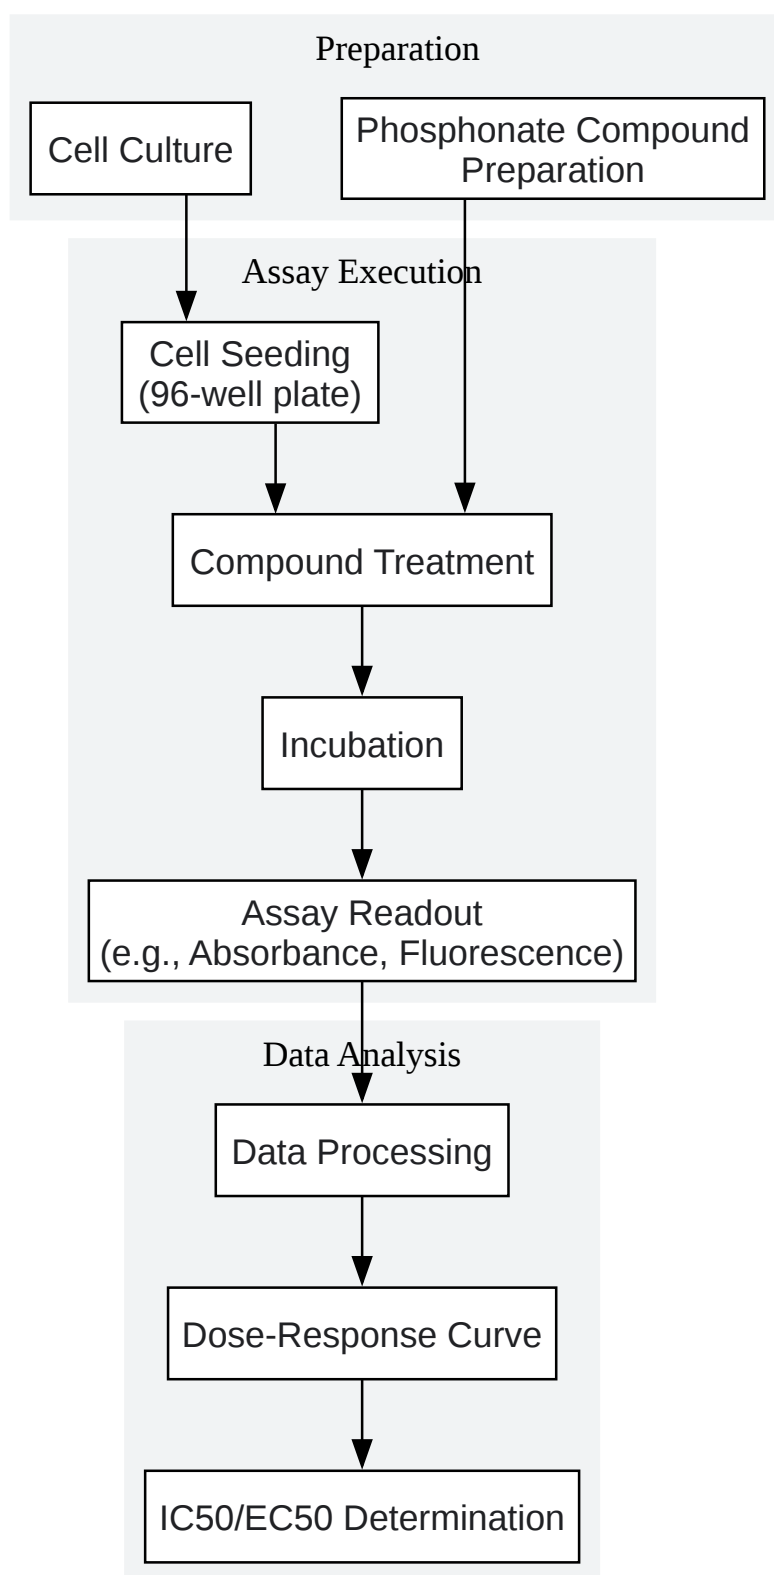 Preparation
Cell Culture
Phosphonate Compound
Preparation
Assay Execution
Cell Seeding
(96-well plate)
Compound Treatment
Incubation
Assay Readout
(e.g., Absorbance, Fluorescence)
Data Analysis
Data Processing
Dose-Response Curve
IC50/EC50 Determination